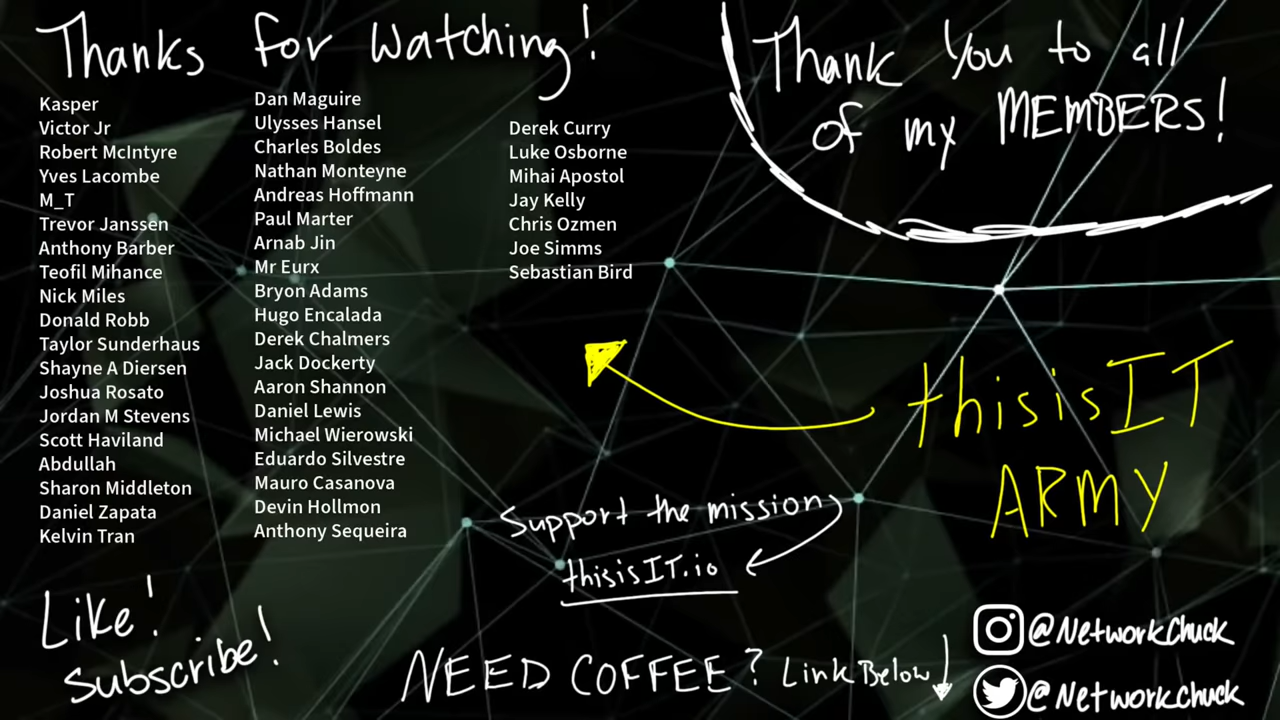 Thanks for watching!
Kasper
Victor Jr
Robert McIntyre
Yves Lacombe
M_T
Trevor Janssen
Anthony Barber
Teofil Mihance
Nick Miles
Donald Robb
Taylor Sunderhaus
Shayne A Diersen
Joshua Rosato
Jordan M Stevens
Scott Haviland
Abdullah
Sharon Middleton
Daniel Zapata
Kelvin Tran
Dan Maguire
Ulysses Hansel
Charles Boldes
Nathan Monteyne
Andreas Hoffmann
Paul Marter
Arnab Jin
Mr Eurx
Bryon Adams
Hugo Encalada
Derek Chalmers
Jack Dockerty
Aaron Shannon
Daniel Lewis
Michael Wierowski
Eduardo Silvestre
Mauro Casanova
Devin Hollmon
Anthony Sequeira
Derek Curry
Luke Osborne
Mihai Apostol
Jay Kelly
Chris Ozmen
Joe Simms
Sebastian Bird
Thank You to all
of my MEMBERS!
thisisIT
ARMY
Support the mission
thisisIT.io
Like!
Subscribe!
NEED COFFEE? Link Below
@NetworkChuck
@NetworkChuck